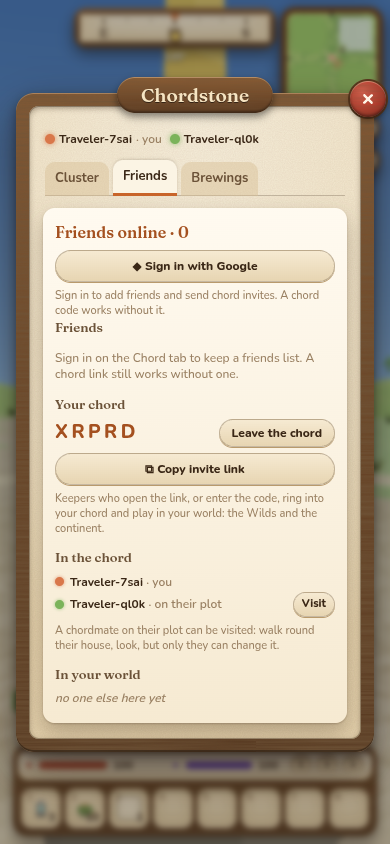 Chordstone
Traveler-7sai · you Traveler-ql0k
Cluster Friends Brewings
Friends online · 0
◆ Sign in with Google
Sign in to add friends and send chord invites. A chord
code works without it.
Friends
Sign in on the Chord tab to keep a friends list. A
chord link still works without one.
Your chord
XRPRD
Leave the chord
⧉ Copy invite link
Keepers who open the link, or enter the code, ring into
your chord and play in your world: the Wilds and the
continent.
In the chord
Traveler-7sai · you
Traveler-ql0k · on their plot
Visit
A chordmate on their plot can be visited: walk round
their house, look, but only they can change it.
In your world
no one else here yet